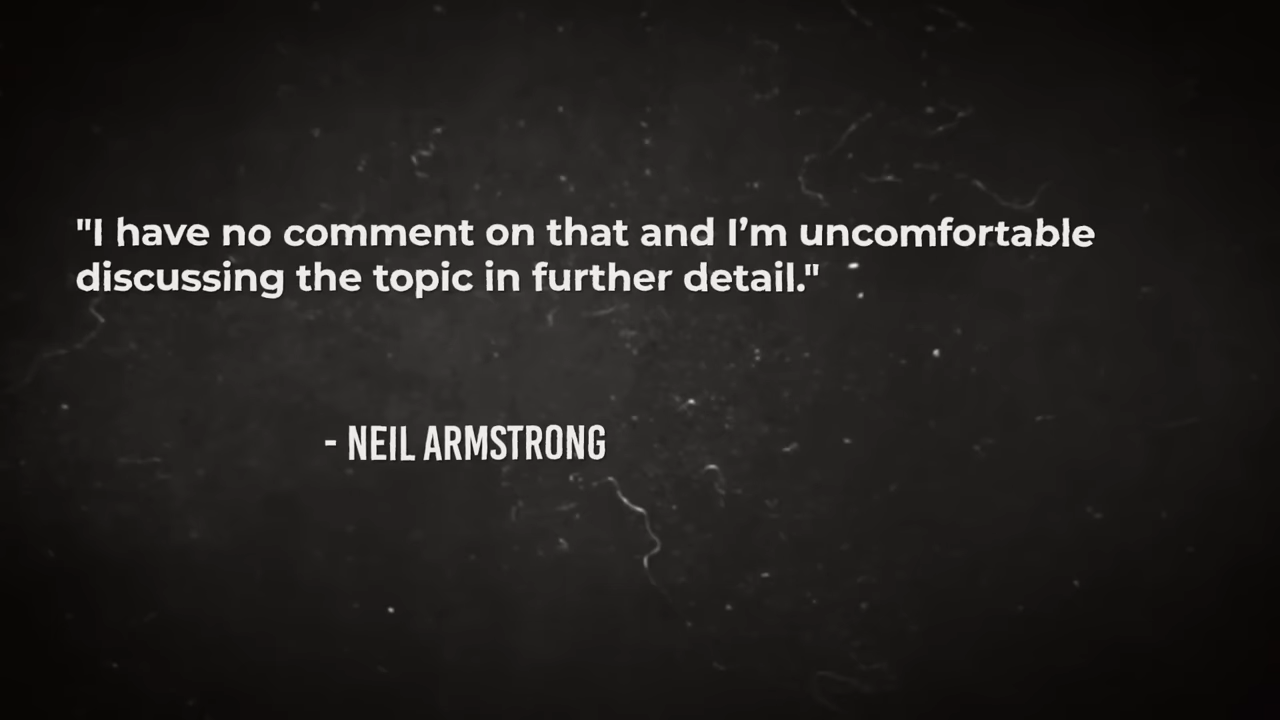 "I have no comment on that and I’m uncomfortable
discussing the topic in further detail."
- NEIL ARMSTRONG